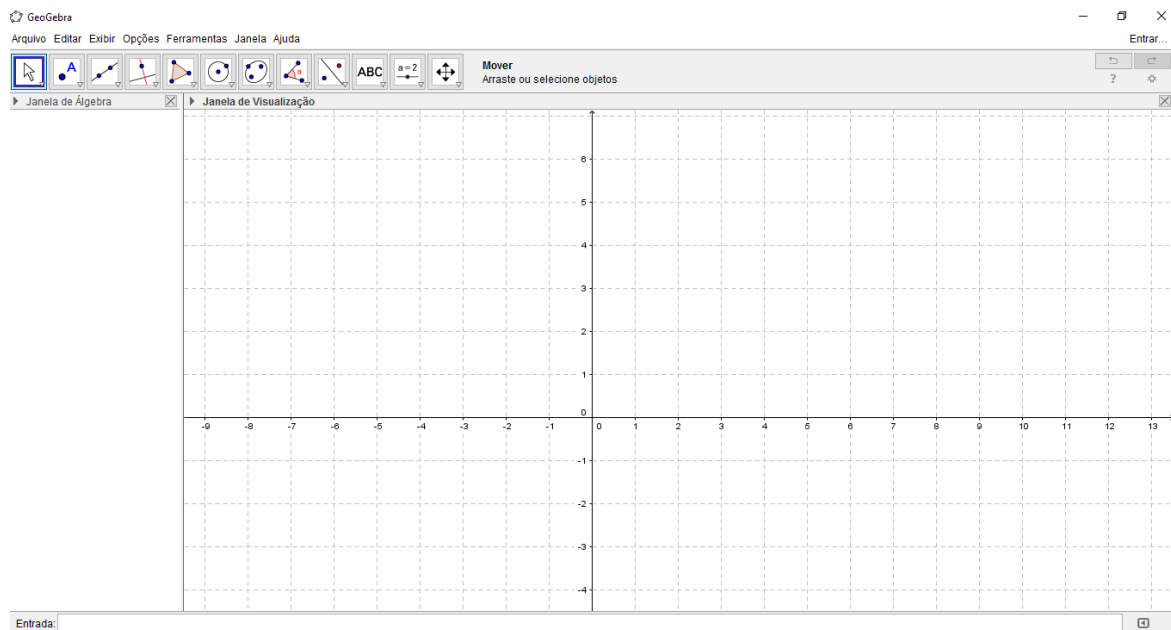 GeoGebra
Arquivo Editar Exibir Opções Ferramentas Janela Ajuda
Entrar...
A
α
ABC
a=2
Mover
Arraste ou selecione objetos
?
Janela de Álgebra
Janela de Visualização
6
5
4
3
2
1
0
-9 -8 -7 -6 -5 -4 -3 -2 -1 0 1 2 3 4 5 6 7 8 9 10 11 12 13
-1
-2
-3
-4
Entrada: